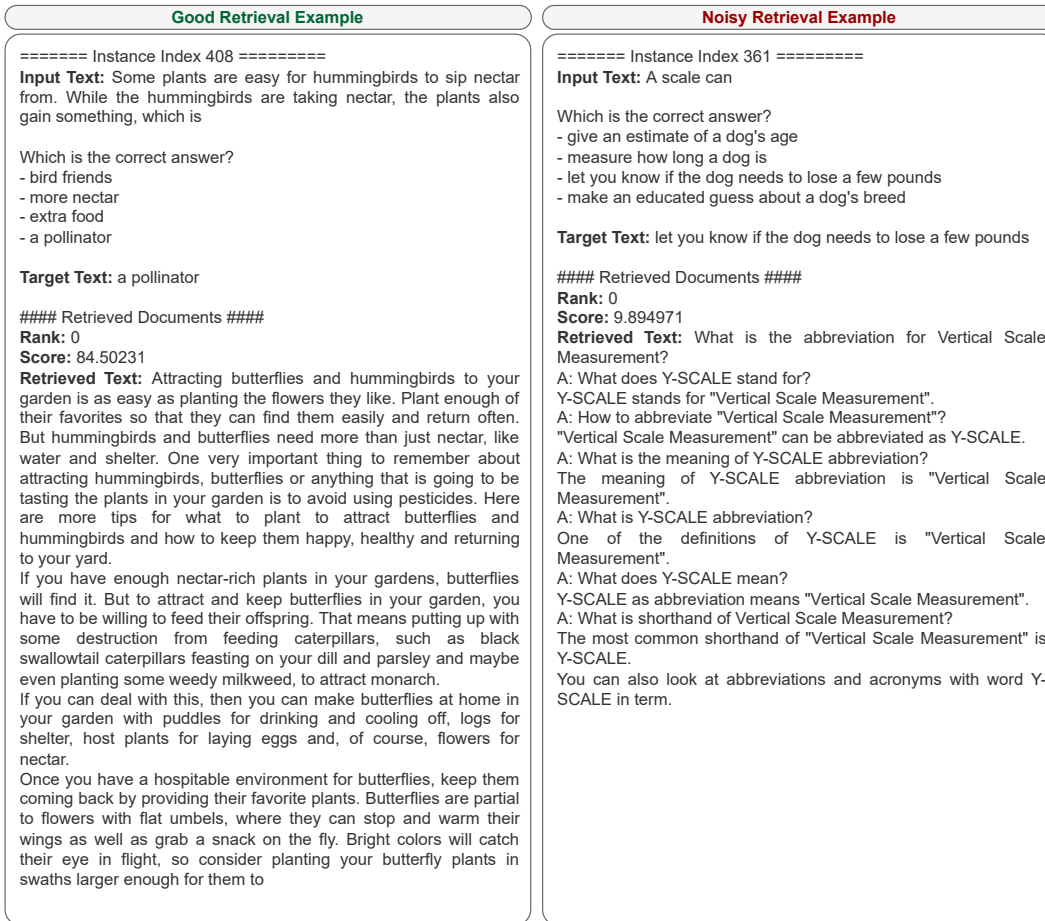 Good Retrieval Example
======= Instance Index 408 =========
Input Text: Some plants are easy for hummingbirds to sip nectar
from. While the hummingbirds are taking nectar, the plants also
gain something, which is
Which is the correct answer?
- bird friends
- more nectar
- extra food
- a pollinator
Target Text: a pollinator
#### Retrieved Documents ####
Rank: 0
Score: 84.50231
Retrieved Text: Attracting butterflies and hummingbirds to your
garden is as easy as planting the flowers they like. Plant enough of
their favorites so that they can find them easily and return often.
But hummingbirds and butterflies need more than just nectar, like
water and shelter. One very important thing to remember about
attracting hummingbirds, butterflies or anything that is going to be
tasting the plants in your garden is to avoid using pesticides. Here
are more tips for what to plant to attract butterflies and
hummingbirds and how to keep them happy, healthy and returning
to your yard.
If you have enough nectar-rich plants in your gardens, butterflies
will find it. But to attract and keep butterflies in your garden, you
have to be willing to feed their offspring. That means putting up with
some destruction from feeding caterpillars, such as black
swallowtail caterpillars feasting on your dill and parsley and maybe
even planting some weedy milkweed, to attract monarch.
If you can deal with this, then you can make butterflies at home in
your garden with puddles for drinking and cooling off, logs for
shelter, host plants for laying eggs and, of course, flowers for
nectar.
Once you have a hospitable environment for butterflies, keep them
coming back by providing their favorite plants. Butterflies are partial
to flowers with flat umbels, where they can stop and warm their
wings as well as grab a snack on the fly. Bright colors will catch
their eye in flight, so consider planting your butterfly plants in
swaths larger enough for them to
Noisy Retrieval Example
======= Instance Index 361 =========
Input Text: A scale can
Which is the correct answer?
- give an estimate of a dog's age
- measure how long a dog is
- let you know if the dog needs to lose a few pounds
- make an educated guess about a dog's breed
Target Text: let you know if the dog needs to lose a few pounds
#### Retrieved Documents ####
Rank: 0
Score: 9.894971
Retrieved Text: What is the abbreviation for Vertical Scale
Measurement?
A: What does Y-SCALE stand for?
Y-SCALE stands for "Vertical Scale Measurement".
A: How to abbreviate "Vertical Scale Measurement"?
"Vertical Scale Measurement" can be abbreviated as Y-SCALE.
A: What is the meaning of Y-SCALE abbreviation?
The meaning of Y-SCALE abbreviation is "Vertical Scale
Measurement".
A: What is Y-SCALE abbreviation?
One of the definitions of Y-SCALE is "Vertical Scale
Measurement".
A: What does Y-SCALE mean?
Y-SCALE as abbreviation means "Vertical Scale Measurement".
A: What is shorthand of Vertical Scale Measurement?
The most common shorthand of "Vertical Scale Measurement" is
Y-SCALE.
You can also look at abbreviations and acronyms with word Y-
SCALE in term.